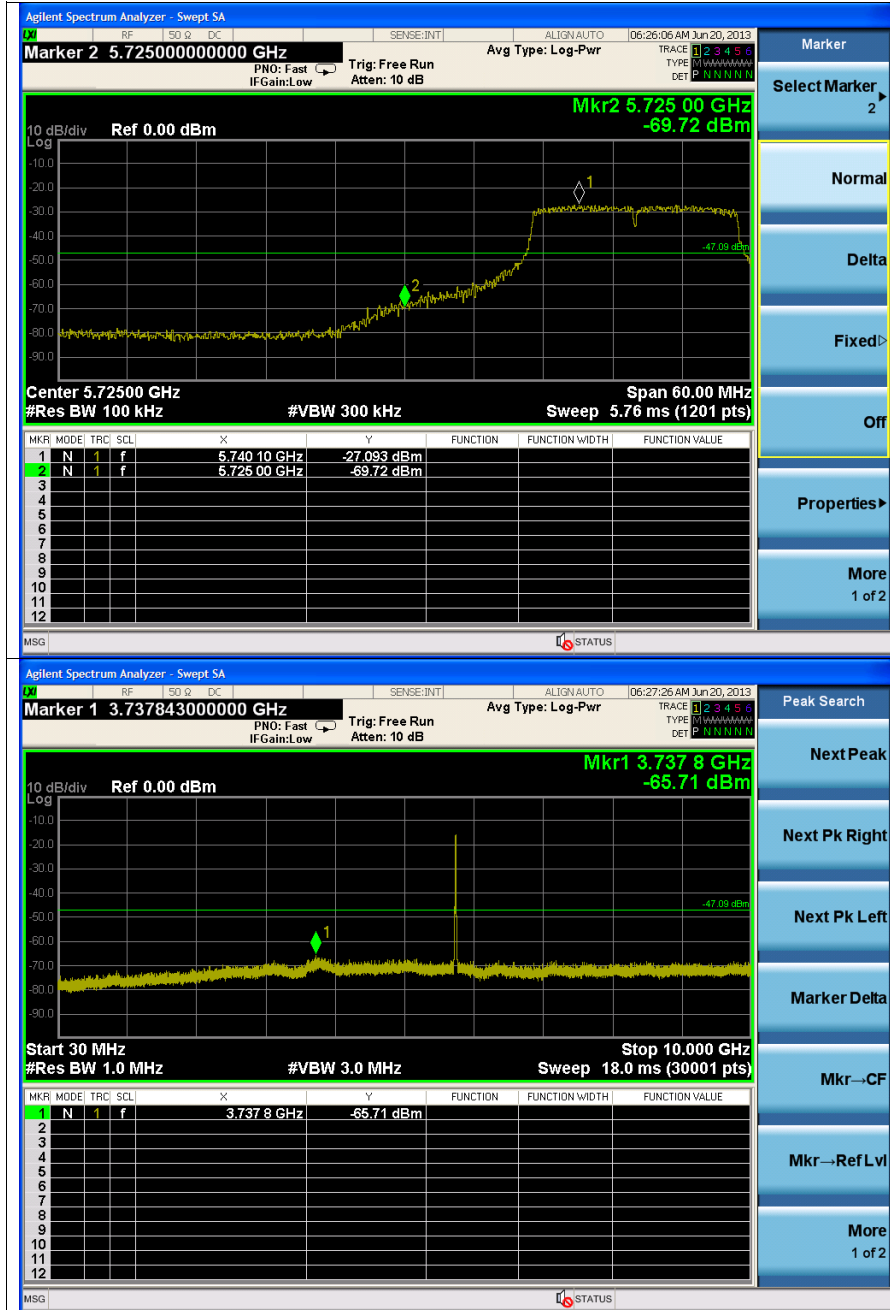 Agilent Spectrum Analyzer - Swept SA
LXI RF 50 Ω DC SENSE:INT ALIGN AUTO 06:26:06 AM Jun 20, 2013
Marker 2 5.725000000000 GHz
PNO: Fast
IFGain:Low
Trig: Free Run
Atten: 10 dB
Avg Type: Log-Pwr
TRACE 1 2 3 4 5 6
TYPE M WWWWW
DET P N N N N N
Mkr2 5.725 00 GHz
-69.72 dBm
10 dB/div Ref 0.00 dBm
Log
-10.0
-20.0
-30.0
-40.0
-50.0
-60.0
-70.0
-80.0
-90.0
1
2
-47.09 dBm
Center 5.72500 GHz Span 60.00 MHz
#Res BW 100 kHz #VBW 300 kHz Sweep 5.76 ms (1201 pts)
MKR MODE TRC SCL X Y FUNCTION FUNCTION WIDTH FUNCTION VALUE
1 N 1 f 5.740 10 GHz -27.093 dBm
2 N 1 f 5.725 00 GHz -69.72 dBm
3
4
5
6
7
8
9
10
11
12
MSG STATUS
Marker
Select Marker
2
Normal
Delta
Fixed
Off
Properties
More
1 of 2
Agilent Spectrum Analyzer - Swept SA
LXI RF 50 Ω DC SENSE:INT ALIGN AUTO 06:27:26 AM Jun 20, 2013
Marker 1 3.737843000000 GHz
PNO: Fast
IFGain:Low
Trig: Free Run
Atten: 10 dB
Avg Type: Log-Pwr
TRACE 1 2 3 4 5 6
TYPE M WWWWW
DET P N N N N N
Mkr1 3.737 8 GHz
-65.71 dBm
10 dB/div Ref 0.00 dBm
Log
-10.0
-20.0
-30.0
-40.0
-50.0
-60.0
-70.0
-80.0
-90.0
1
-47.09 dBm
Start 30 MHz Stop 10.000 GHz
#Res BW 1.0 MHz #VBW 3.0 MHz Sweep 18.0 ms (30001 pts)
MKR MODE TRC SCL X Y FUNCTION FUNCTION WIDTH FUNCTION VALUE
1 N 1 f 3.737 8 GHz -65.71 dBm
2
3
4
5
6
7
8
9
10
11
12
MSG STATUS
Peak Search
Next Peak
Next Pk Right
Next Pk Left
Marker Delta
Mkr→CF
Mkr→Ref Lvl
More
1 of 2